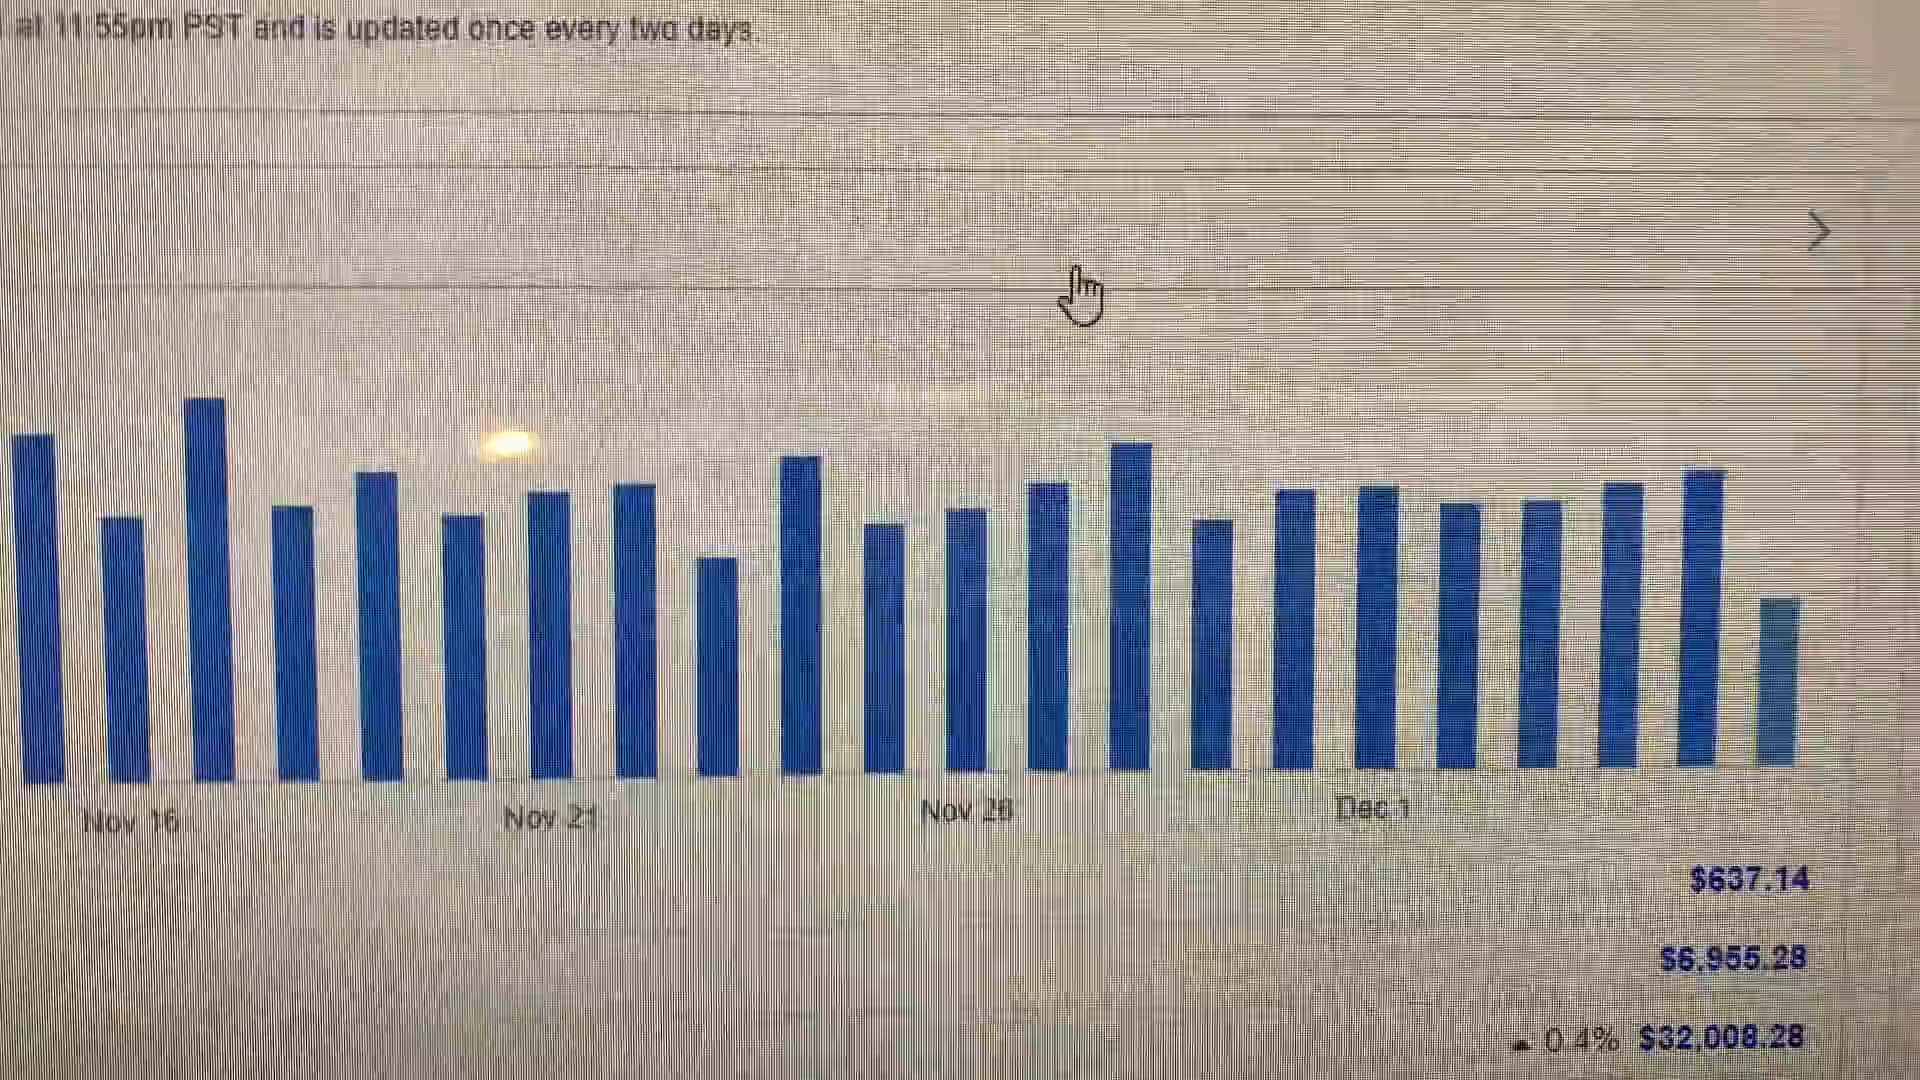 at 11:55pm PST and is updated once every two days.
Nov 16
Nov 21
Nov 26
Dec 1
$637.14
$6,955.28
0.4% $32,008.28